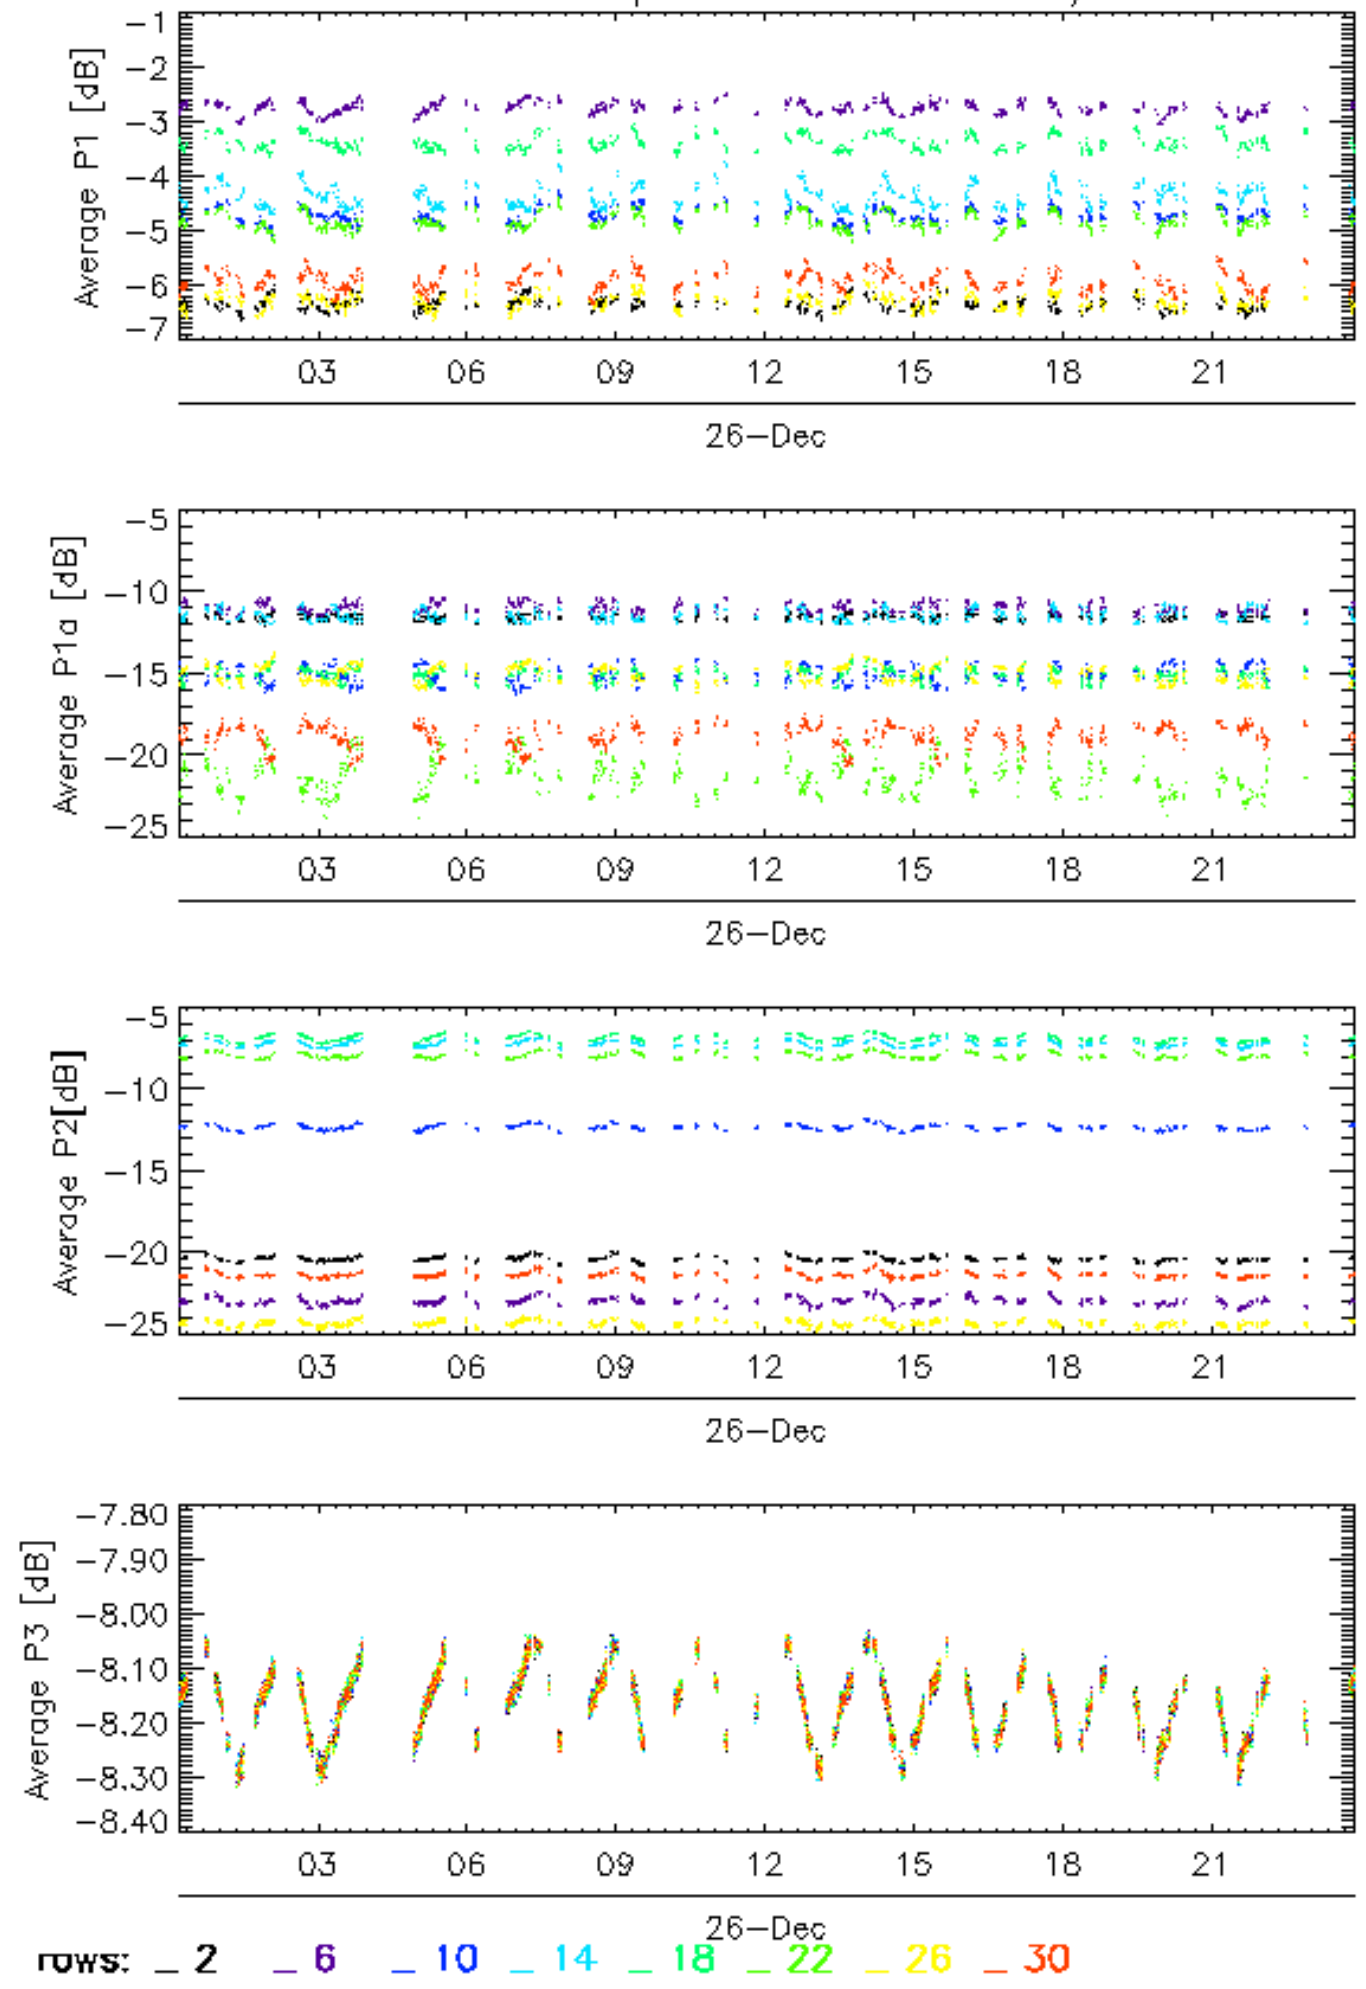 Average P1 [dB]
−1
−2
−3
−4
−5
−6
−7
03 06 09 12 15 18 21
26−Dec
Average P1a [dB]
−5
−10
−15
−20
−25
03 06 09 12 15 18 21
26−Dec
Average P2[dB]
−5
−10
−15
−20
−25
03 06 09 12 15 18 21
26−Dec
Average P3 [dB]
−7.80
−7.90
−8.00
−8.10
−8.20
−8.30
−8.40
03 06 09 12 15 18 21
26−Dec
rows: _ 2 _ 6 _ 10 _ 14 _ 18 _ 22 _ 26 _ 30